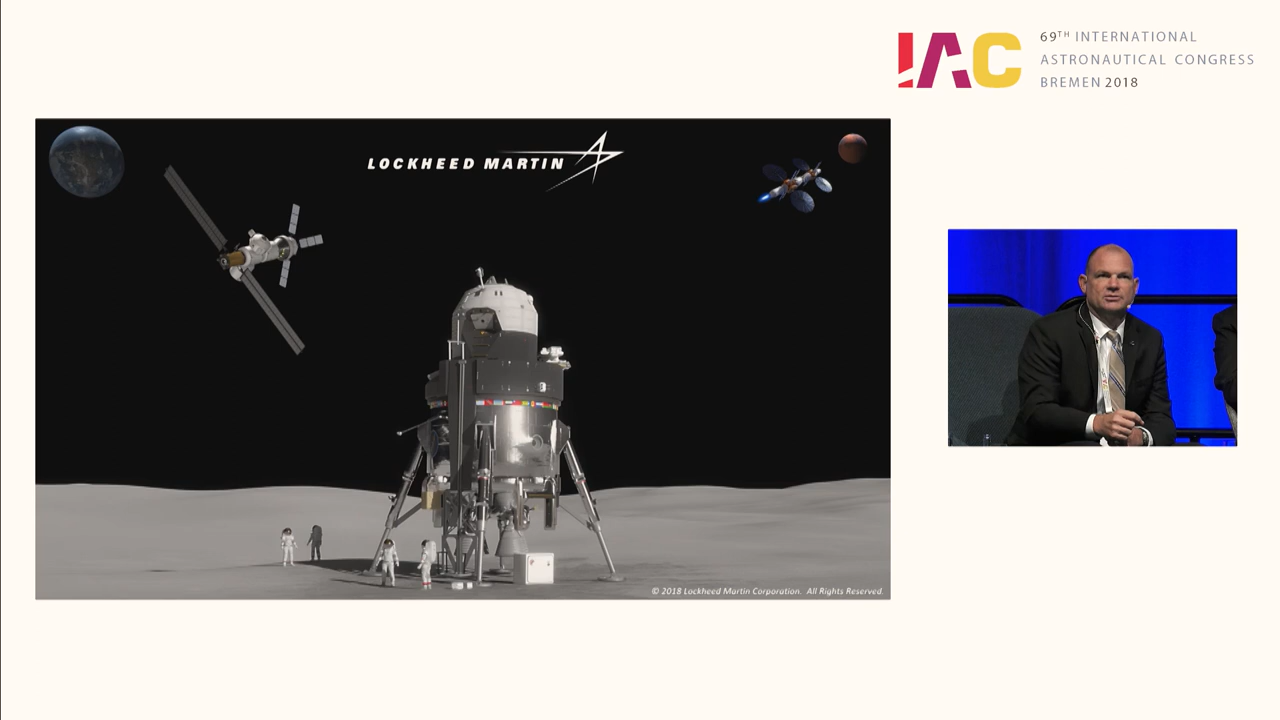 IAC
69TH INTERNATIONAL
ASTRONAUTICAL CONGRESS
BREMEN 2018
LOCKHEED MARTIN
© 2018 Lockheed Martin Corporation. All Rights Reserved.